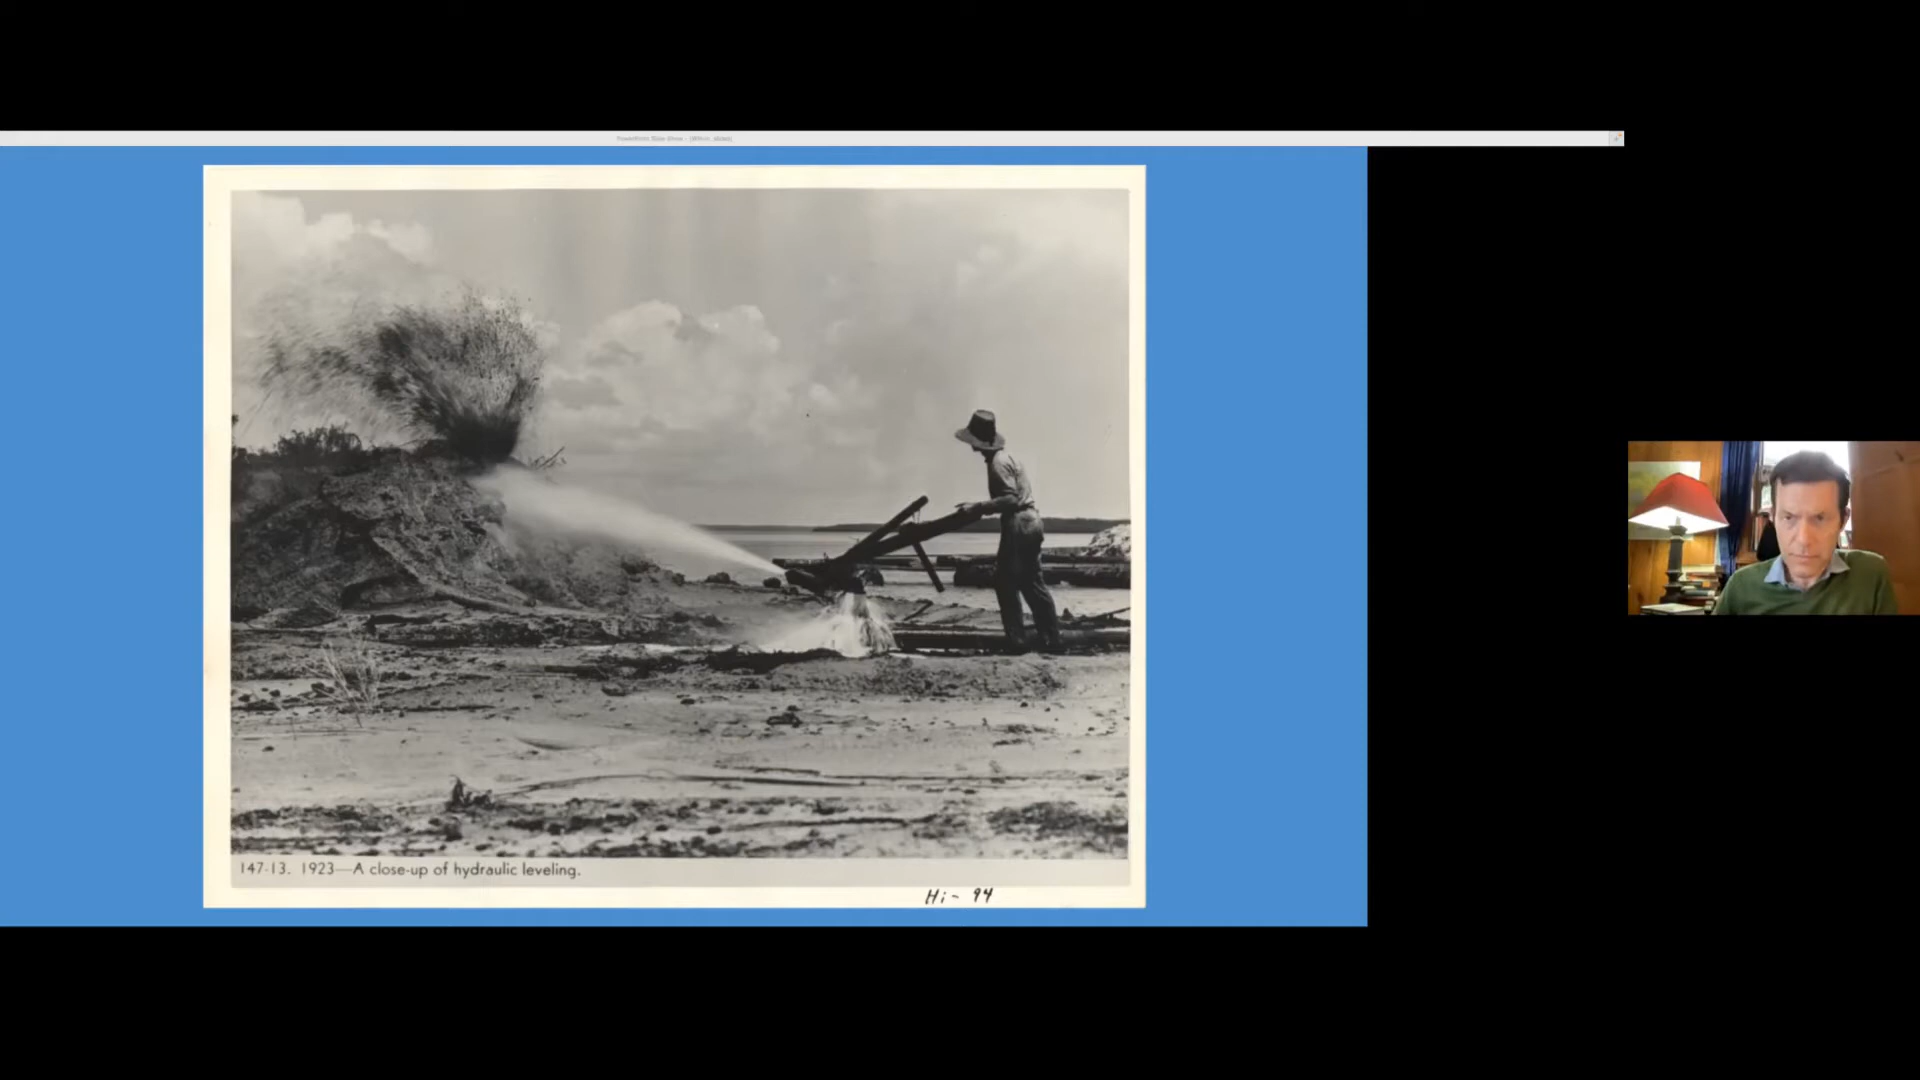 147-13. 1923—A close-up of hydraulic leveling.
Hi- 94